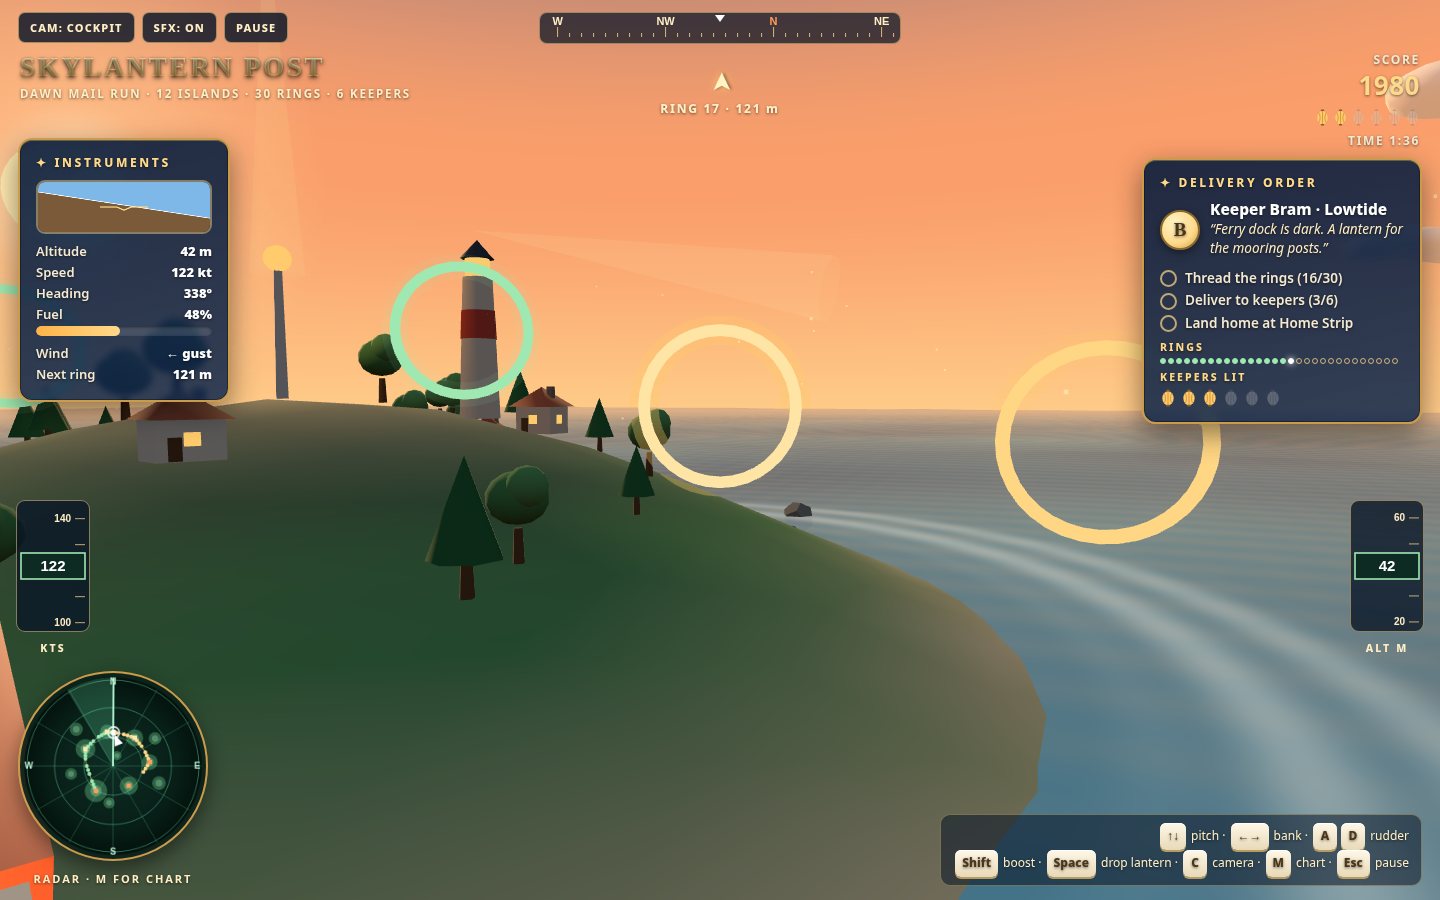 CAM: COCKPIT
SFX: ON
PAUSE
W NW N NE
SKYLANTERN POST
DAWN MAIL RUN · 12 ISLANDS · 30 RINGS · 6 KEEPERS
RING 17 · 121 m
SCORE
1980
TIME 1:36
✦ INSTRUMENTS
Altitude 42 m
Speed 122 kt
Heading 338°
Fuel 48%
Wind ← gust
Next ring 121 m
✦ DELIVERY ORDER
B
Keeper Bram · Lowtide
“Ferry dock is dark. A lantern for
the mooring posts.”
Thread the rings (16/30)
Deliver to keepers (3/6)
Land home at Home Strip
RINGS
KEEPERS LIT
140
122
100
KTS
60
42
20
ALT M
N
W E
S
RADAR · M FOR CHART
↑↓ pitch · ←→ bank · A D rudder
Shift boost · Space drop lantern · C camera · M chart · Esc pause